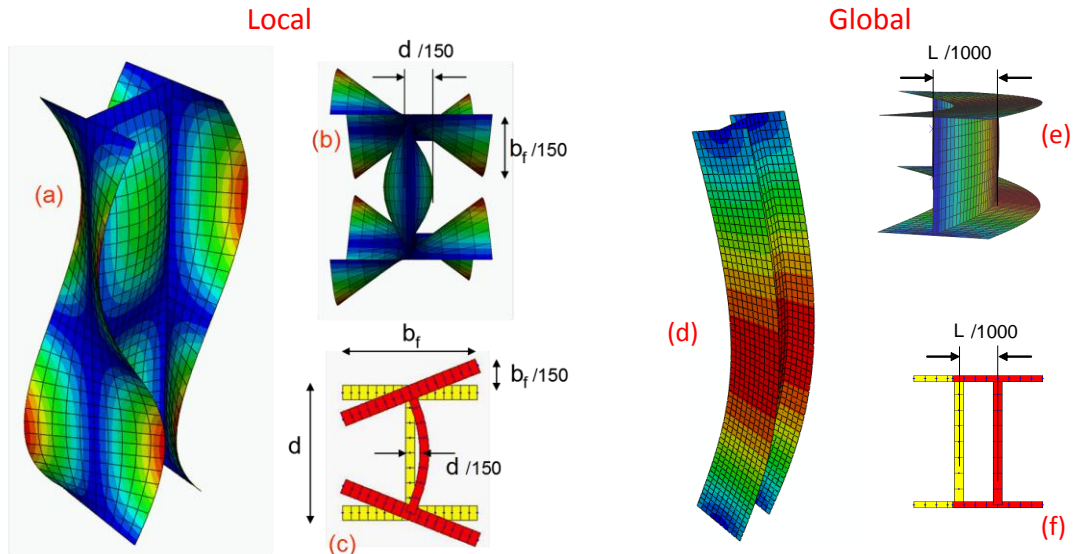 Local
Global
(a)
d /150
(b)
b_f/150
b_f
b_f/150
d
d /150
(c)
(d)
L /1000
(e)
L /1000
(f)